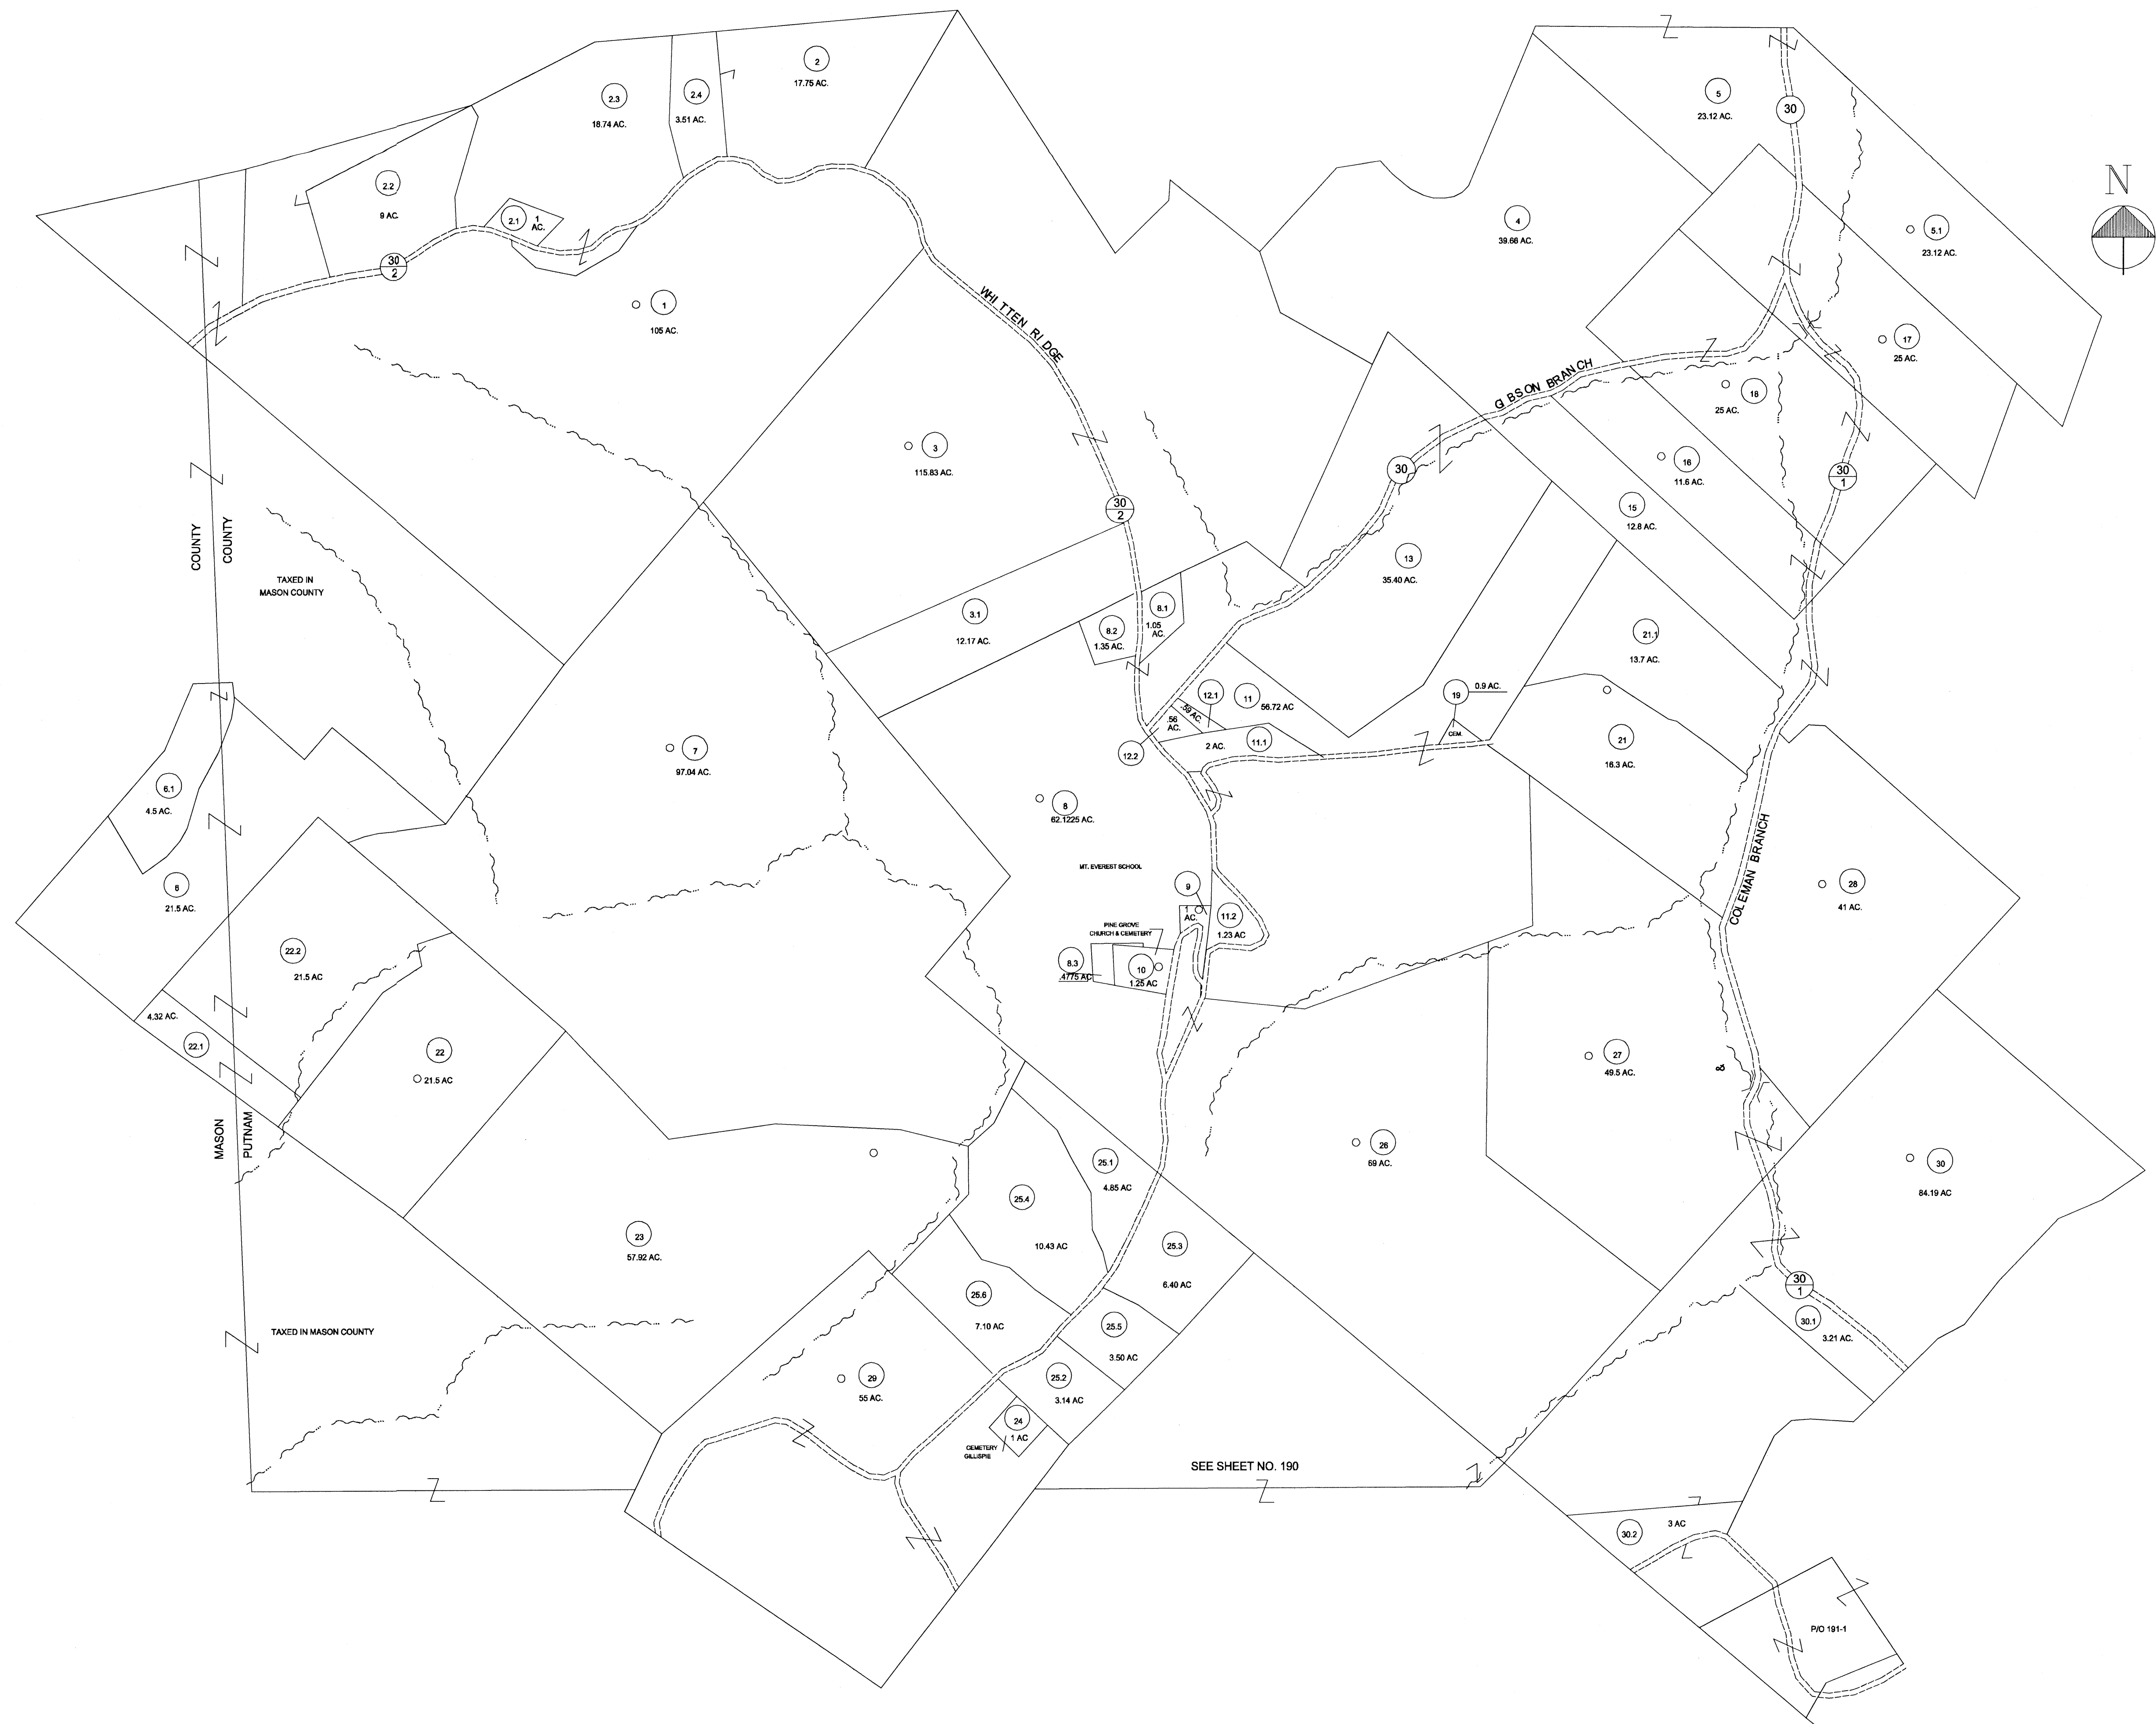 2
17.75 AC.
2.3
18.74 AC.
2.4
3.51 AC.
5
23.12 AC.
30
N
2.2
9 AC.
2.1
1
AC.
30
2
4
39.66 AC.
5.1
23.12 AC.
1
105 AC.
WHITTEN RIDGE
17
25 AC.
GIBSON BRANCH
18
25 AC.
3
115.83 AC.
30
16
11.6 AC.
30
1
30
2
15
12.8 AC.
COUNTY
COUNTY
TAXED IN
MASON COUNTY
13
35.40 AC.
3.1
12.17 AC.
8.1
1.05
AC.
8.2
1.35 AC.
21.1
13.7 AC.
19
0.9 AC.
CEM.
12.1
.59 AC.
11
56.72 AC
.56
AC.
12.2
2 AC.
11.1
21
16.3 AC.
7
97.04 AC.
6.1
4.5 AC.
8
62.1225 AC.
MT. EVEREST SCHOOL
COLEMAN BRANCH
6
21.5 AC.
9
1
AC.
11.2
1.23 AC
28
41 AC.
PINE GROVE
CHURCH & CEMETERY
22.2
21.5 AC
8.3
.4775 AC
10
1.25 AC
4.32 AC.
22.1
22
21.5 AC
27
49.5 AC.
MASON
PUTNAM
26
69 AC.
25.1
4.85 AC
30
84.19 AC
25.4
10.43 AC
23
57.92 AC.
25.3
6.40 AC
25.6
7.10 AC
30
1
30.1
3.21 AC.
TAXED IN MASON COUNTY
25.5
3.50 AC
29
55 AC.
25.2
3.14 AC
24
1 AC
CEMETERY
GILLISPIE
SEE SHEET NO. 190
30.2
3 AC
P/O 191-1